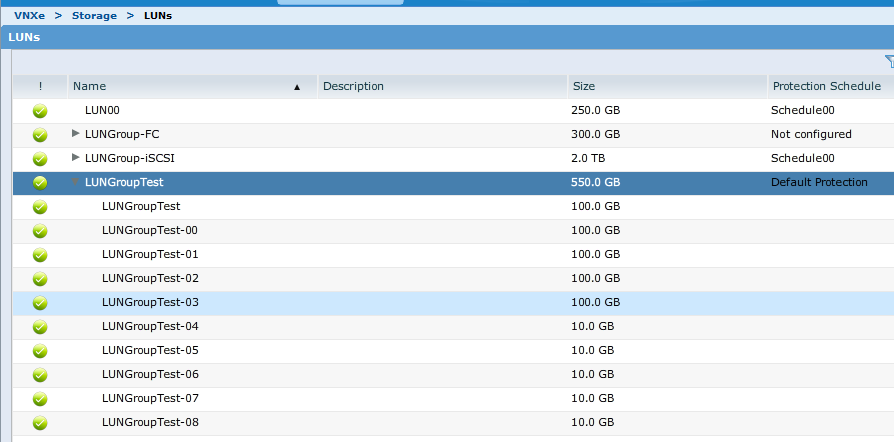 VNXe > Storage > LUNs
LUNs
! Name Description Size Protection Schedule
LUN00 250.0 GB Schedule00
LUNGroup-FC 300.0 GB Not configured
LUNGroup-iSCSI 2.0 TB Schedule00
LUNGroupTest 550.0 GB Default Protection
LUNGroupTest 100.0 GB
LUNGroupTest-00 100.0 GB
LUNGroupTest-01 100.0 GB
LUNGroupTest-02 100.0 GB
LUNGroupTest-03 100.0 GB
LUNGroupTest-04 10.0 GB
LUNGroupTest-05 10.0 GB
LUNGroupTest-06 10.0 GB
LUNGroupTest-07 10.0 GB
LUNGroupTest-08 10.0 GB